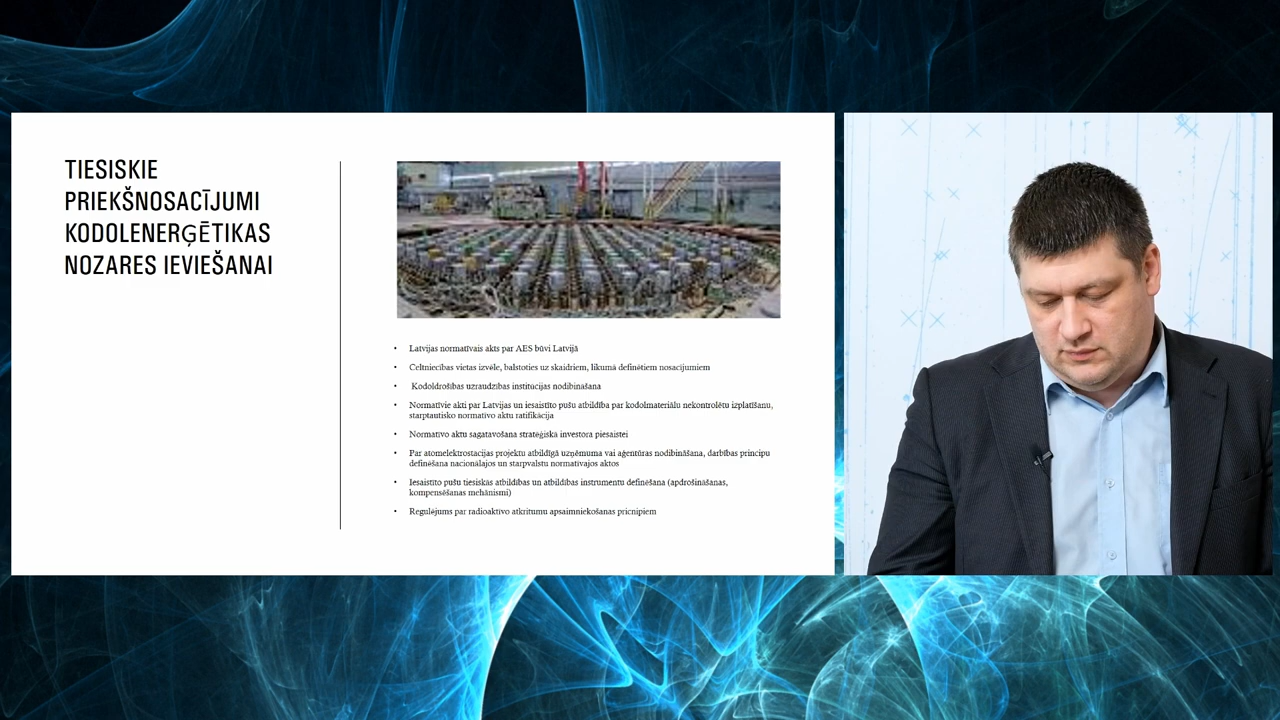 TIESISKIE
PRIEKŠNOSACĪJUMI
KODOLENERĢĒTIKAS
NOZARES IEVIEŠANAI
• Latvijas normatīvais akts par AES būvi Latvijā
• Celtniecības vietas izvēle, balstoties uz skaidriem, likumā definētiem nosacījumiem
• Kodoldrošības uzraudzības institūcijas nodibināšana
• Normatīvie akti par Latvijas un iesaistīto pušu atbildība par kodolmateriālu nekontrolētu izplatīšanu,
starptautisko normatīvo aktu ratifikācija
• Normatīvo aktu sagatavošana stratēģiskā investora piesaistei
• Par atomelektrostacijas projektu atbildīgā uzņēmuma vai aģentūras nodibināšana, darbības principu
definēšana nacionālajos un starpvalstu normatīvajos aktos
• Iesaistīto pušu tiesiskās atbildības un atbildības instrumentu definēšana (apdrošināšanas,
kompensēšanas mehānismi)
• Regulējums par radioaktīvo atkritumu apsaimniekošanas pricnipiem